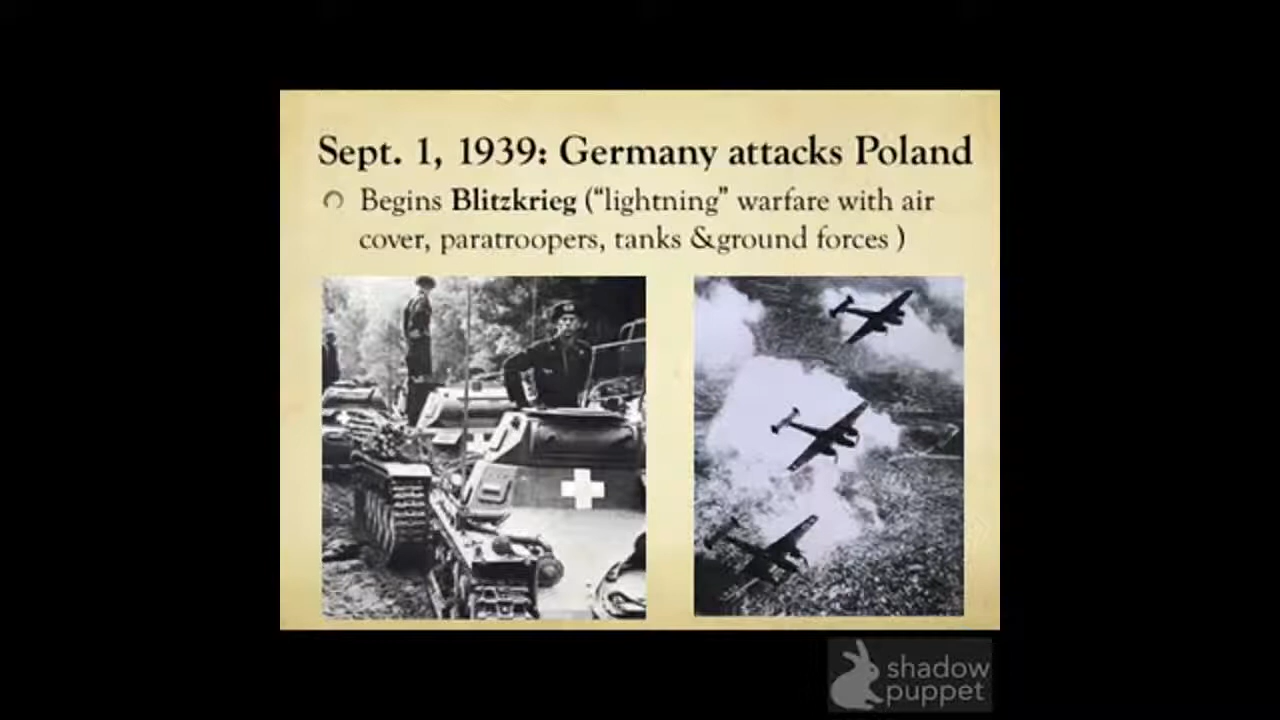 Sept. 1, 1939: Germany attacks Poland
Begins Blitzkrieg (“lightning” warfare with air
cover, paratroopers, tanks &ground forces )
shadow
puppet